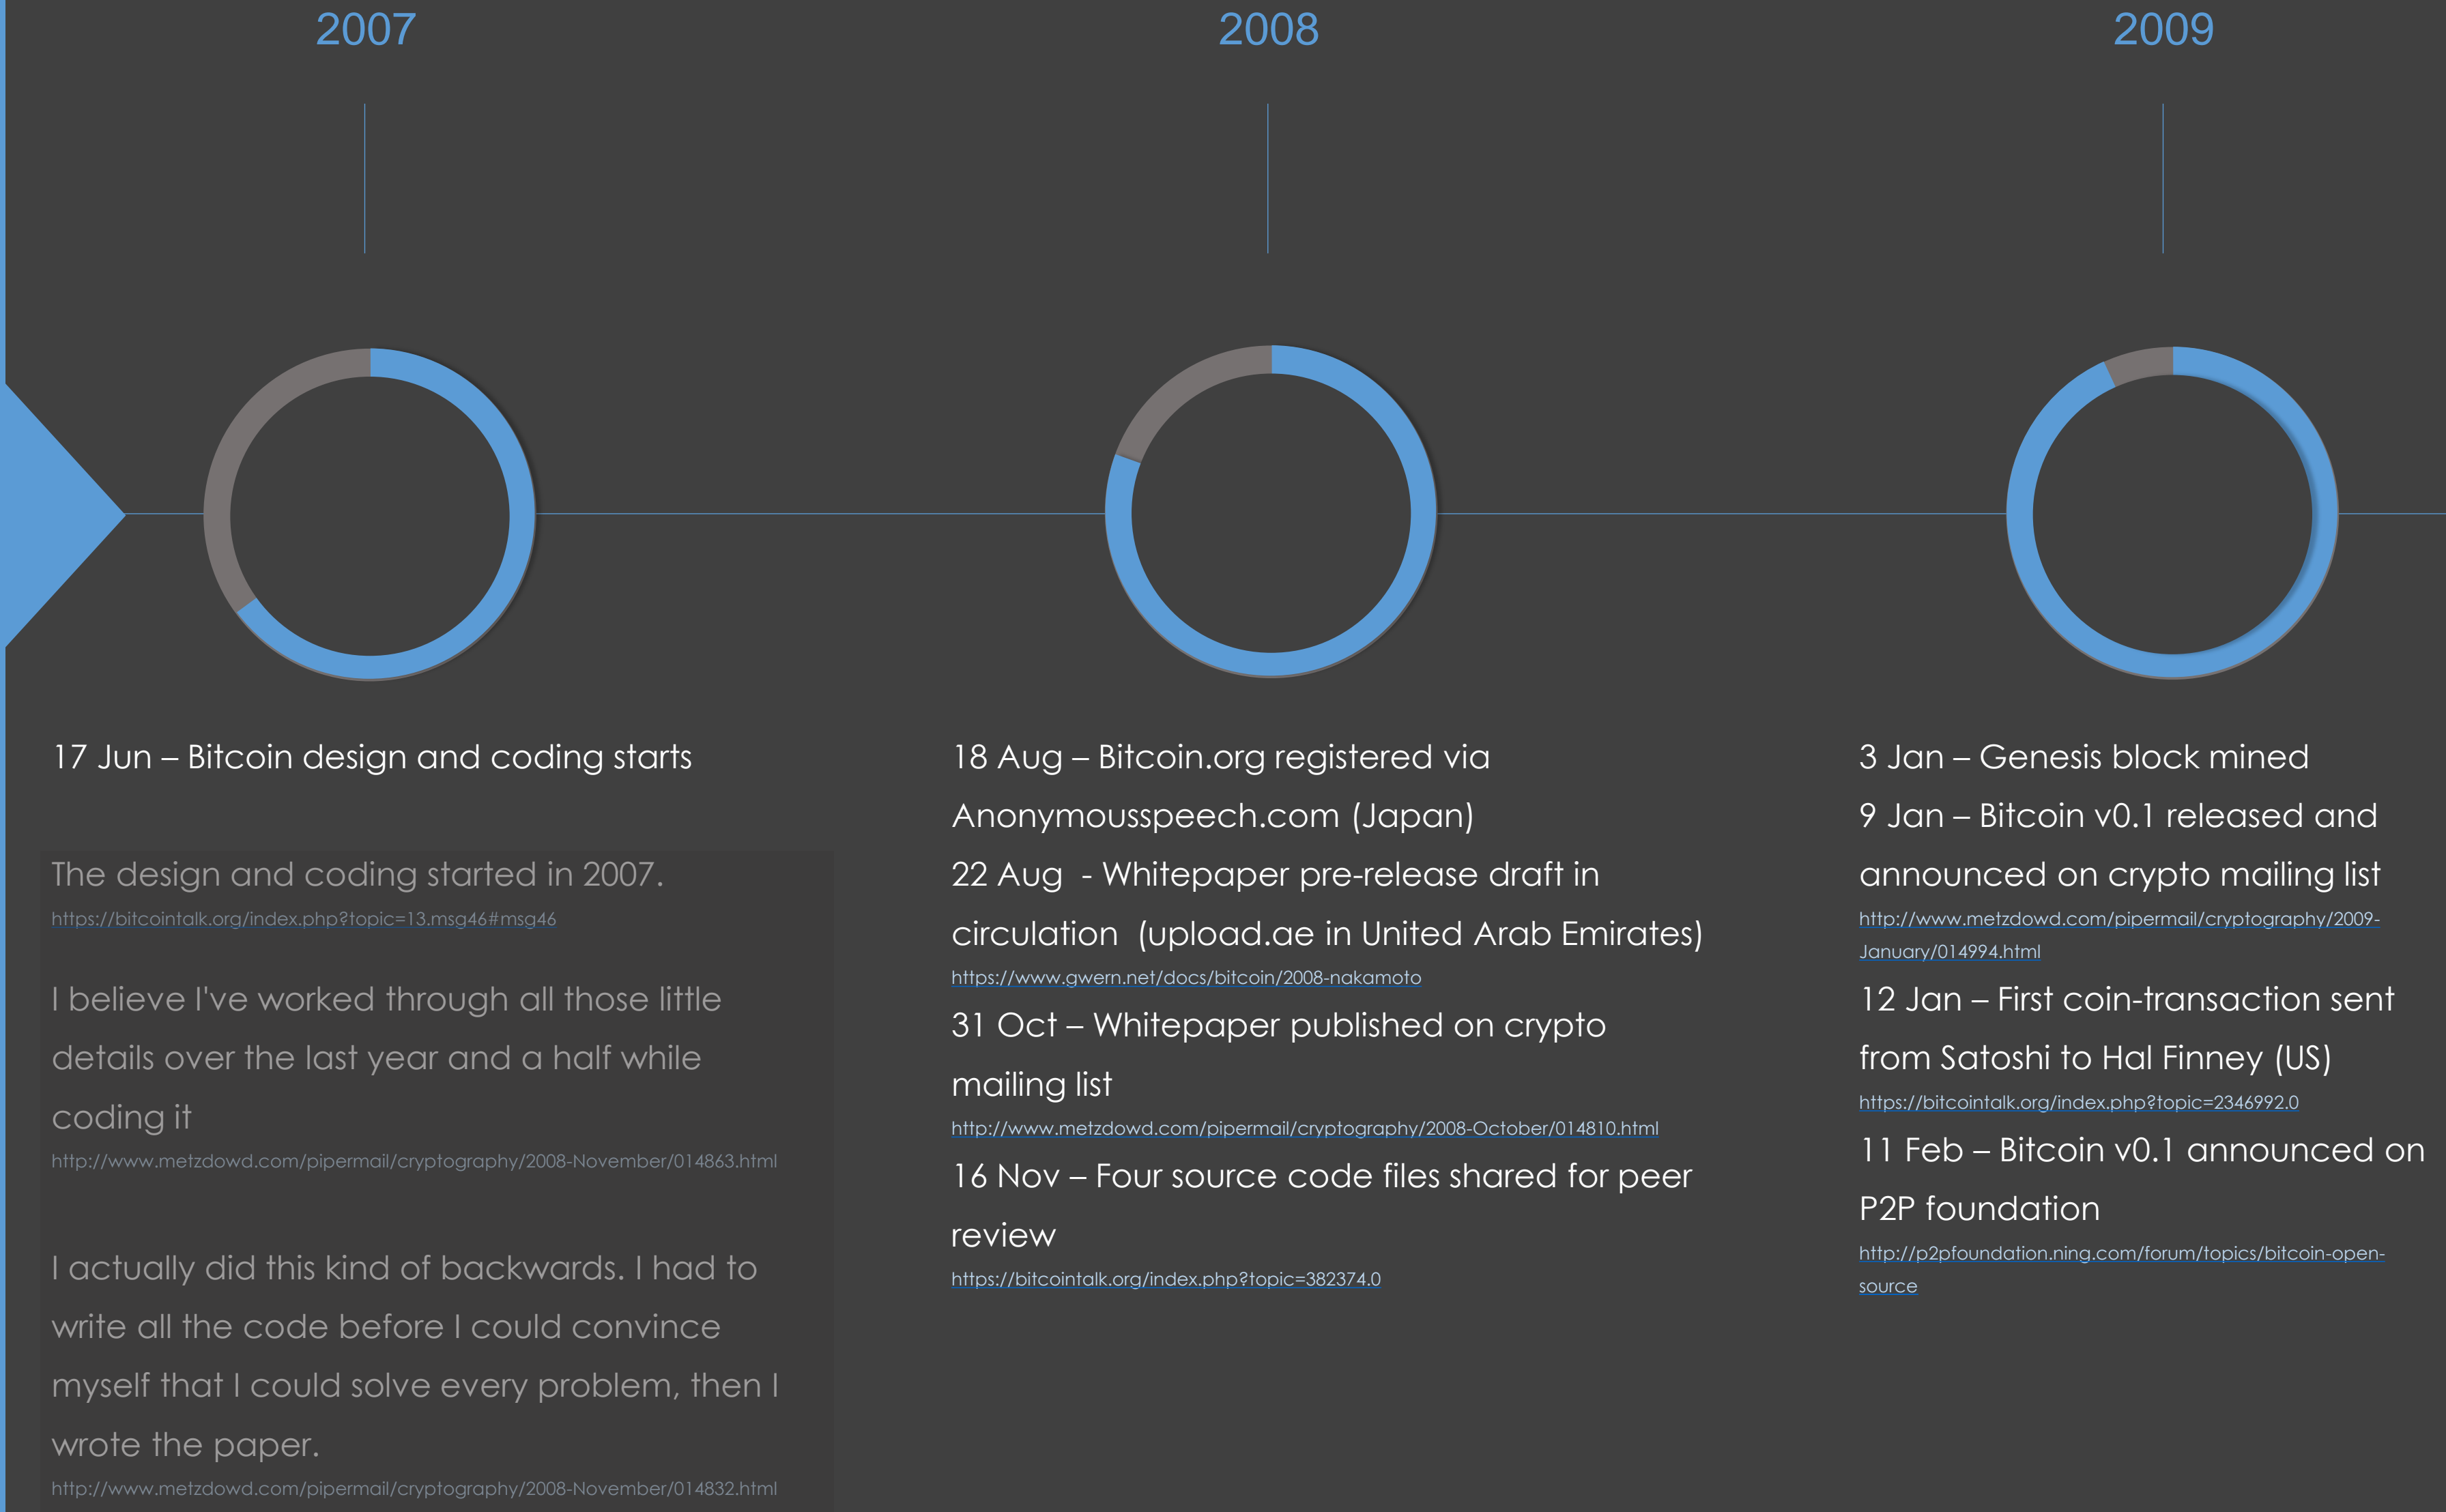 2007
17 Jun – Bitcoin design and coding starts
The design and coding started in 2007.
https://bitcointalk.org/index.php?topic=13.msg46#msg46
I believe I've worked through all those little
details over the last year and a half while
coding it
http://www.metzdowd.com/pipermail/cryptography/2008-November/014863.html
I actually did this kind of backwards. I had to
write all the code before I could convince
myself that I could solve every problem, then I
wrote the paper.
http://www.metzdowd.com/pipermail/cryptography/2008-November/014832.html
2008
18 Aug – Bitcoin.org registered via
Anonymousspeech.com (Japan)
22 Aug  - Whitepaper pre-release draft in
circulation  (upload.ae in United Arab Emirates)
https://www.gwern.net/docs/bitcoin/2008-nakamoto
31 Oct – Whitepaper published on crypto
mailing list
http://www.metzdowd.com/pipermail/cryptography/2008-October/014810.html
16 Nov – Four source code files shared for peer
review
https://bitcointalk.org/index.php?topic=382374.0
2009
3 Jan – Genesis block mined
9 Jan – Bitcoin v0.1 released and
announced on crypto mailing list
http://www.metzdowd.com/pipermail/cryptography/2009-
January/014994.html
12 Jan – First coin-transaction sent
from Satoshi to Hal Finney (US)
https://bitcointalk.org/index.php?topic=2346992.0
11 Feb – Bitcoin v0.1 announced on
P2P foundation
http://p2pfoundation.ning.com/forum/topics/bitcoin-open-
source